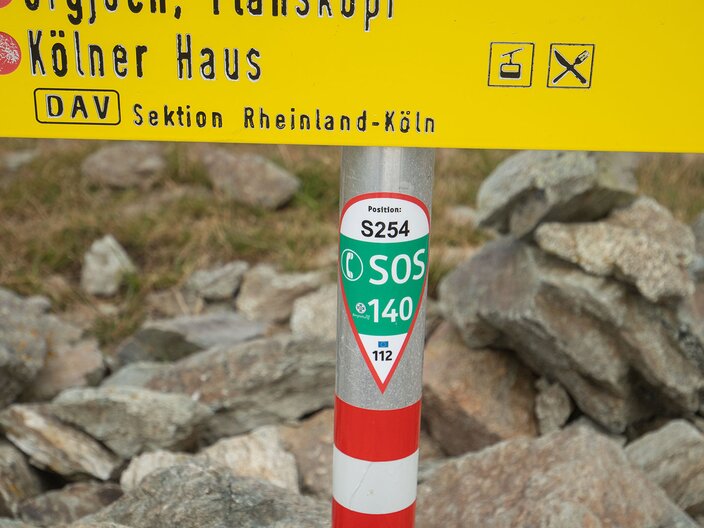 Kölner Haus
DAV Sektion Rheinland-Köln
Position:
S254
SOS
140
112